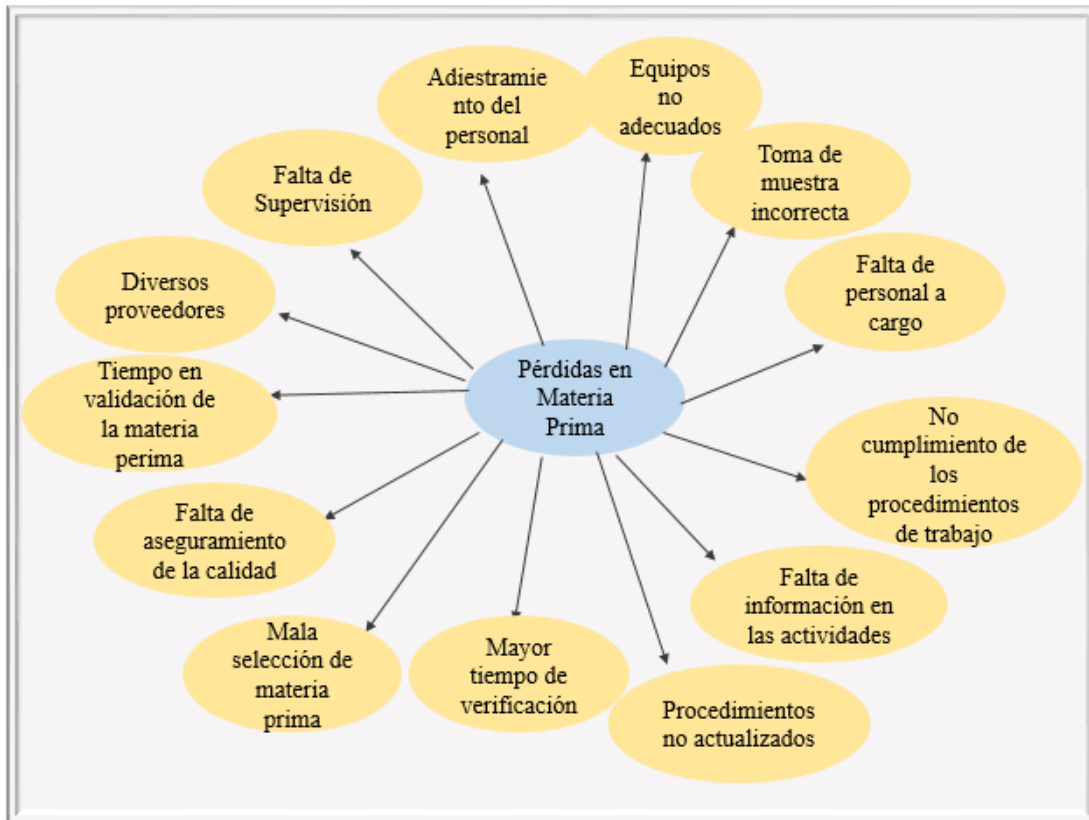 Adiestramie
nto del
personal
Equipos
no
adecuados
Toma de
muestra
incorrecta
Falta de
Supervisión
Falta de
personal a
cargo
Diversos
proveedores
Pérdidas en
Materia
Prima
Tiempo en
validación de
la materia
perima
No
cumplimiento de
los
procedimientos
de trabajo
Falta de
aseguramiento
de la calidad
Falta de
información en
las actividades
Mala
selección de
materia
prima
Mayor
tiempo de
verificación
Procedimientos
no actualizados